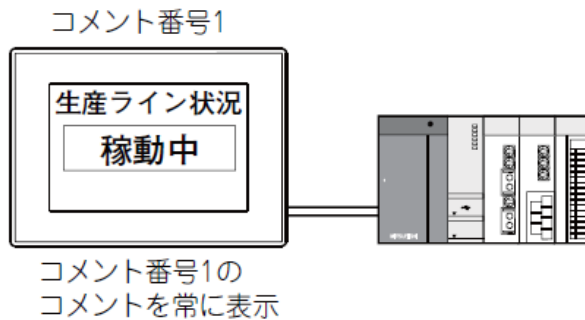 コメント番号1
生産ライン状況
稼動中
コメント番号1の
コメントを常に表示